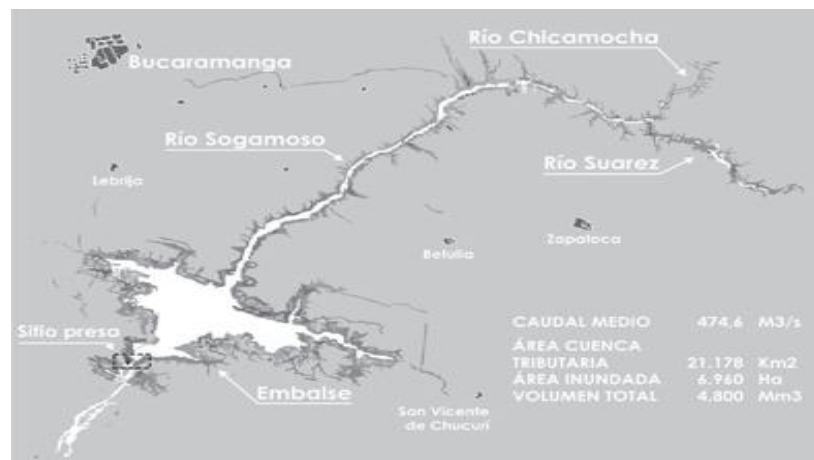 Río Chicamocha
Bucaramanga
Río Sogamoso
Río Suarez
Lebrija
Betulia
Zapatoca
Sitio presa
Embalse
San Vicente
de Chucurí
CAUDAL MEDIO 474,6 M3/s
ÁREA CUENCA
TRIBUTARIA 21.178 Km2
ÁREA INUNDADA 6.960 Ha
VOLUMEN TOTAL 4.800 Mm3